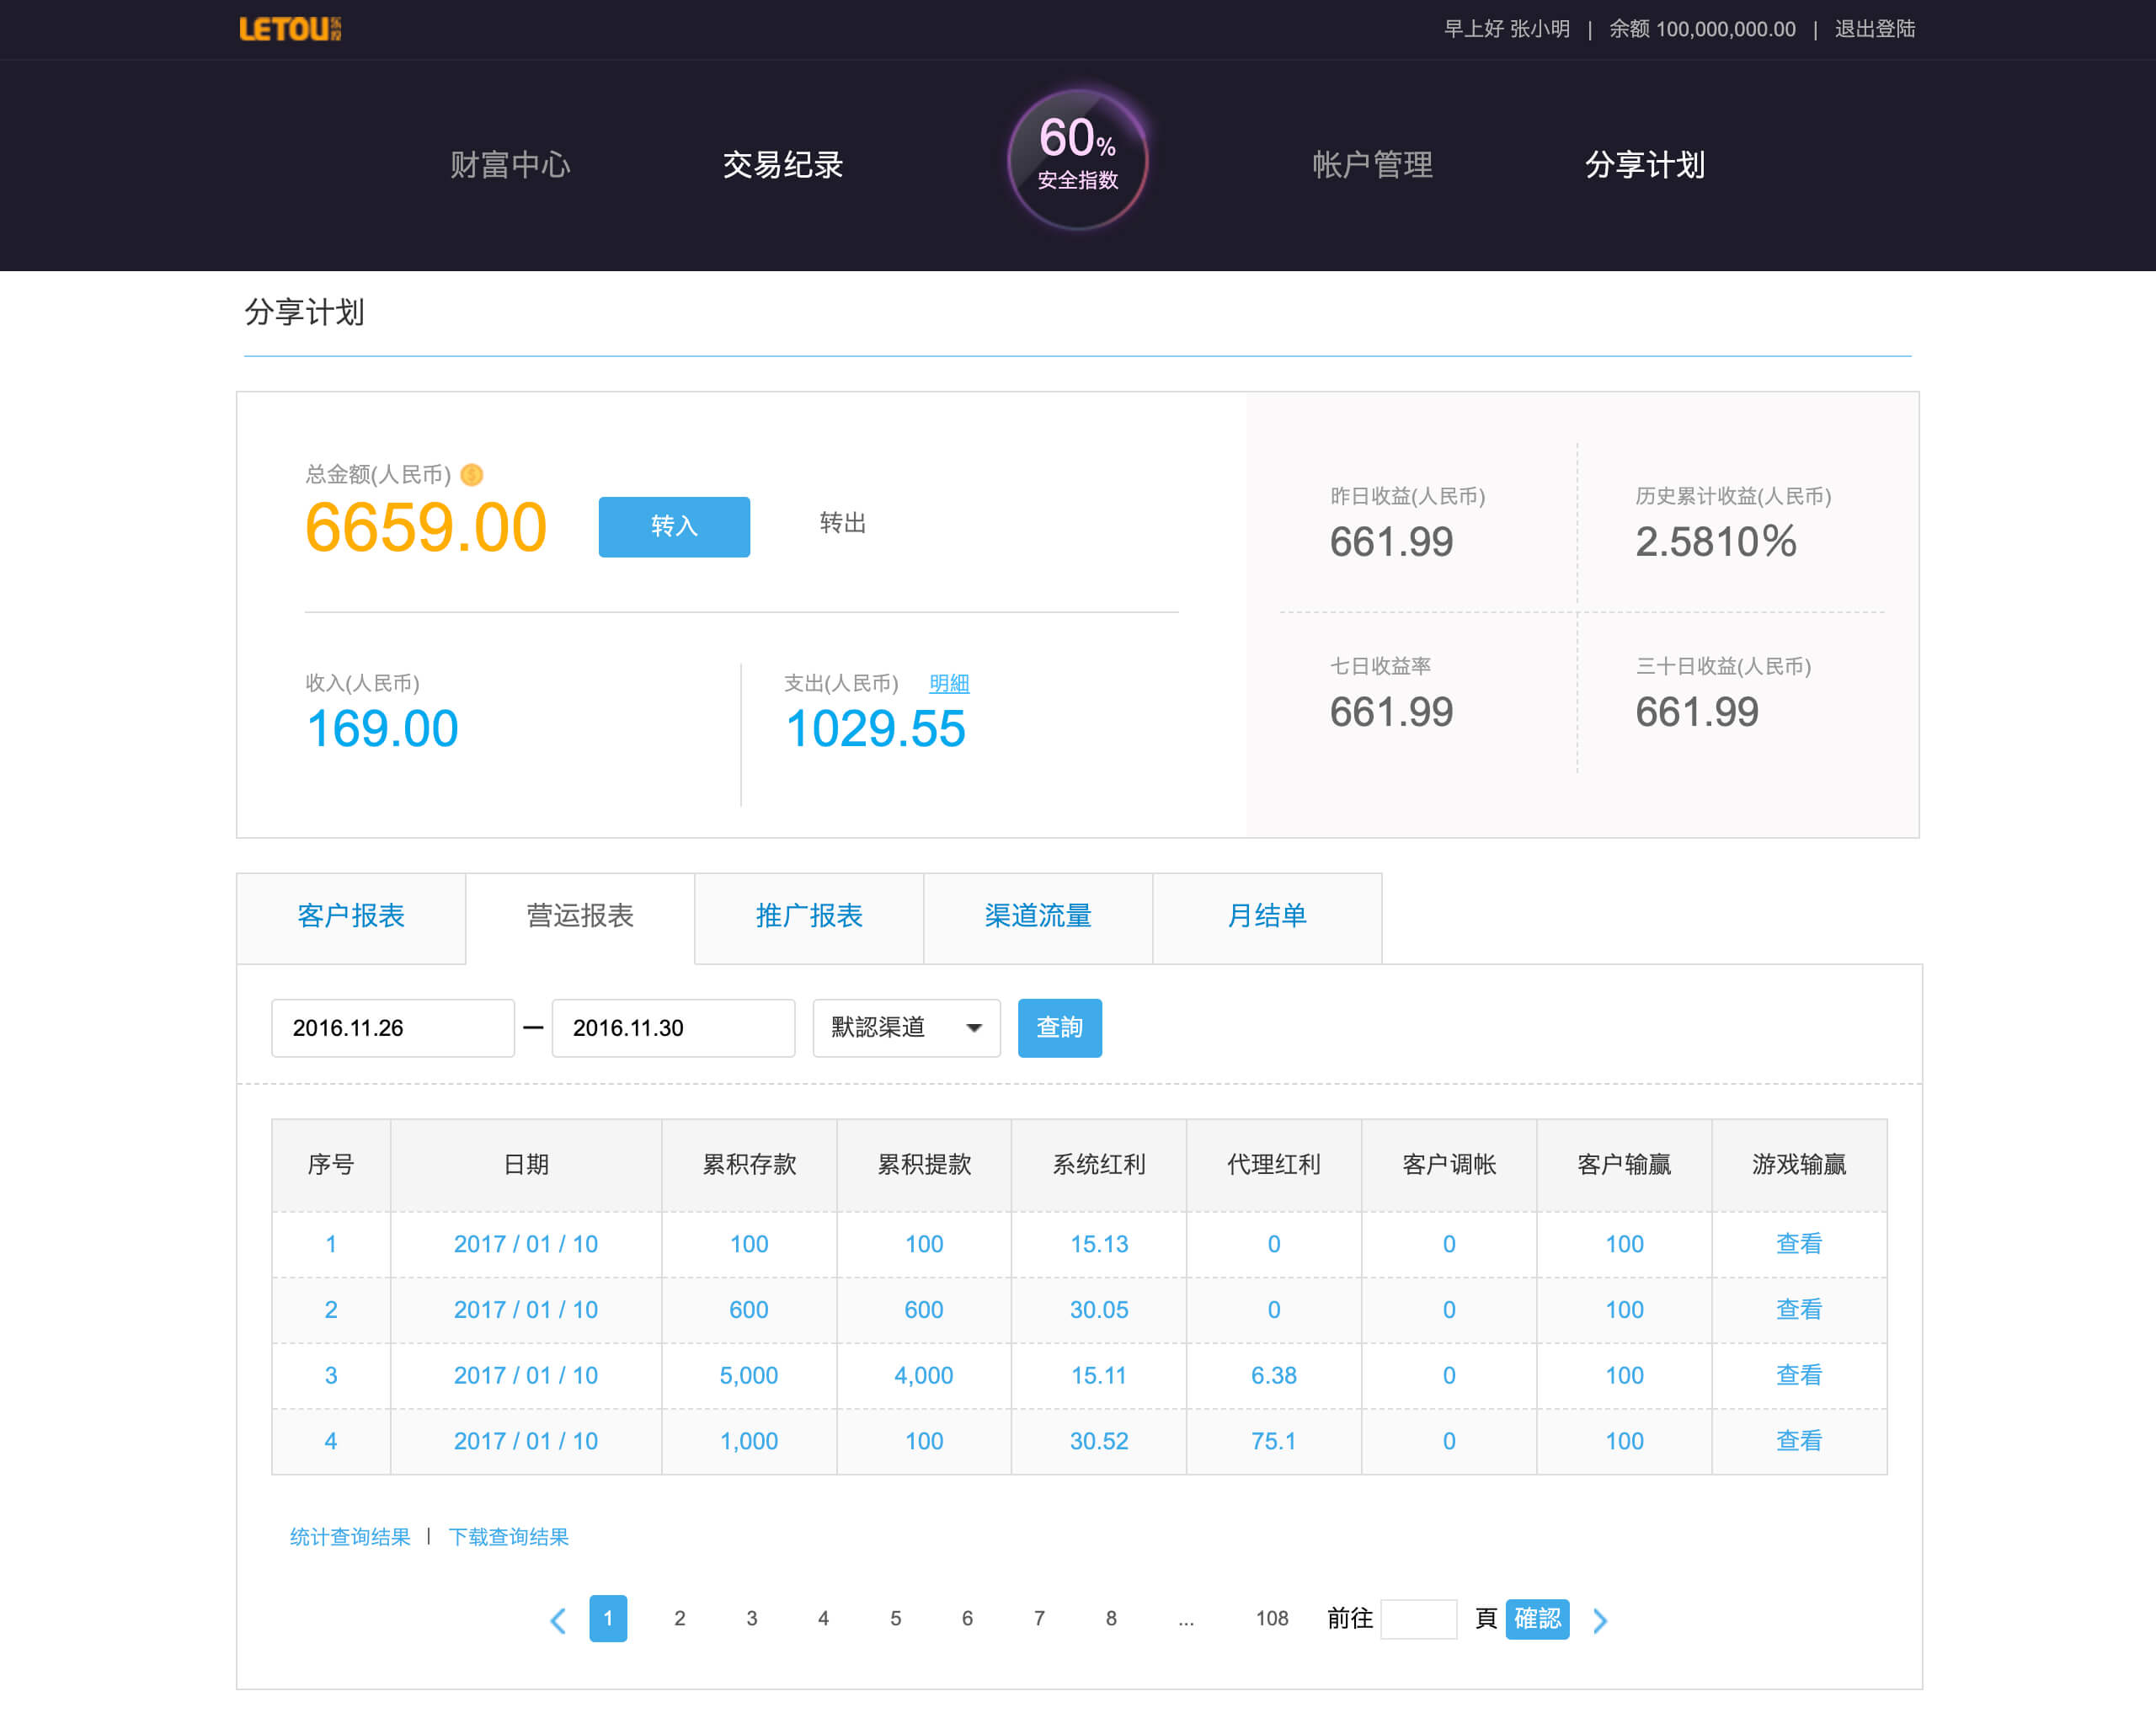 LETOU乐投
早上好 张小明 | 余额 100,000,000.00 | 退出登陆
财富中心 交易纪录 60% 帐户管理 分享计划
安全指数
分享计划
总金额(人民币)
6659.00 转入 转出
昨日收益(人民币) 历史累计收益(人民币)
661.99 2.5810%
收入(人民币) 支出(人民币) 明細
169.00 1029.55
七日收益率 三十日收益(人民币)
661.99 661.99
客户报表 营运报表 推广报表 渠道流量 月结单
2016.11.26 — 2016.11.30 默認渠道 查詢
序号 日期 累积存款 累积提款 系统红利 代理红利 客户调帐 客户输赢 游戏输赢
1 2017 / 01 / 10 100 100 15.13 0 0 100 查看
2 2017 / 01 / 10 600 600 30.05 0 0 100 查看
3 2017 / 01 / 10 5,000 4,000 15.11 6.38 0 100 查看
4 2017 / 01 / 10 1,000 100 30.52 75.1 0 100 查看
统计查询结果 | 下载查询结果
1 2 3 4 5 6 7 8 ... 108 前往 頁 確認